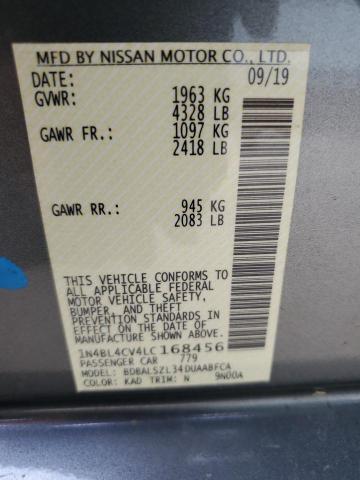 MFD BY NISSAN MOTOR CO., LTD.
DATE: 09/19
GVWR: 1963 KG
4328 LB
GAWR FR.: 1097 KG
2418 LB
GAWR RR.: 945 KG
2083 LB
THIS VEHICLE CONFORMS TO
ALL APPLICABLE FEDERAL
MOTOR VEHICLE SAFETY,
BUMPER, AND THEFT
PREVENTION STANDARDS IN
EFFECT ON THE DATE OF
MANUFACTURE SHOWN ABOVE.
1N4BL4CV4LC168456
PASSENGER CAR 779
MODEL: BDBALSZL34DUAABFCA
COLOR: KAD TRIM: N 9N00A